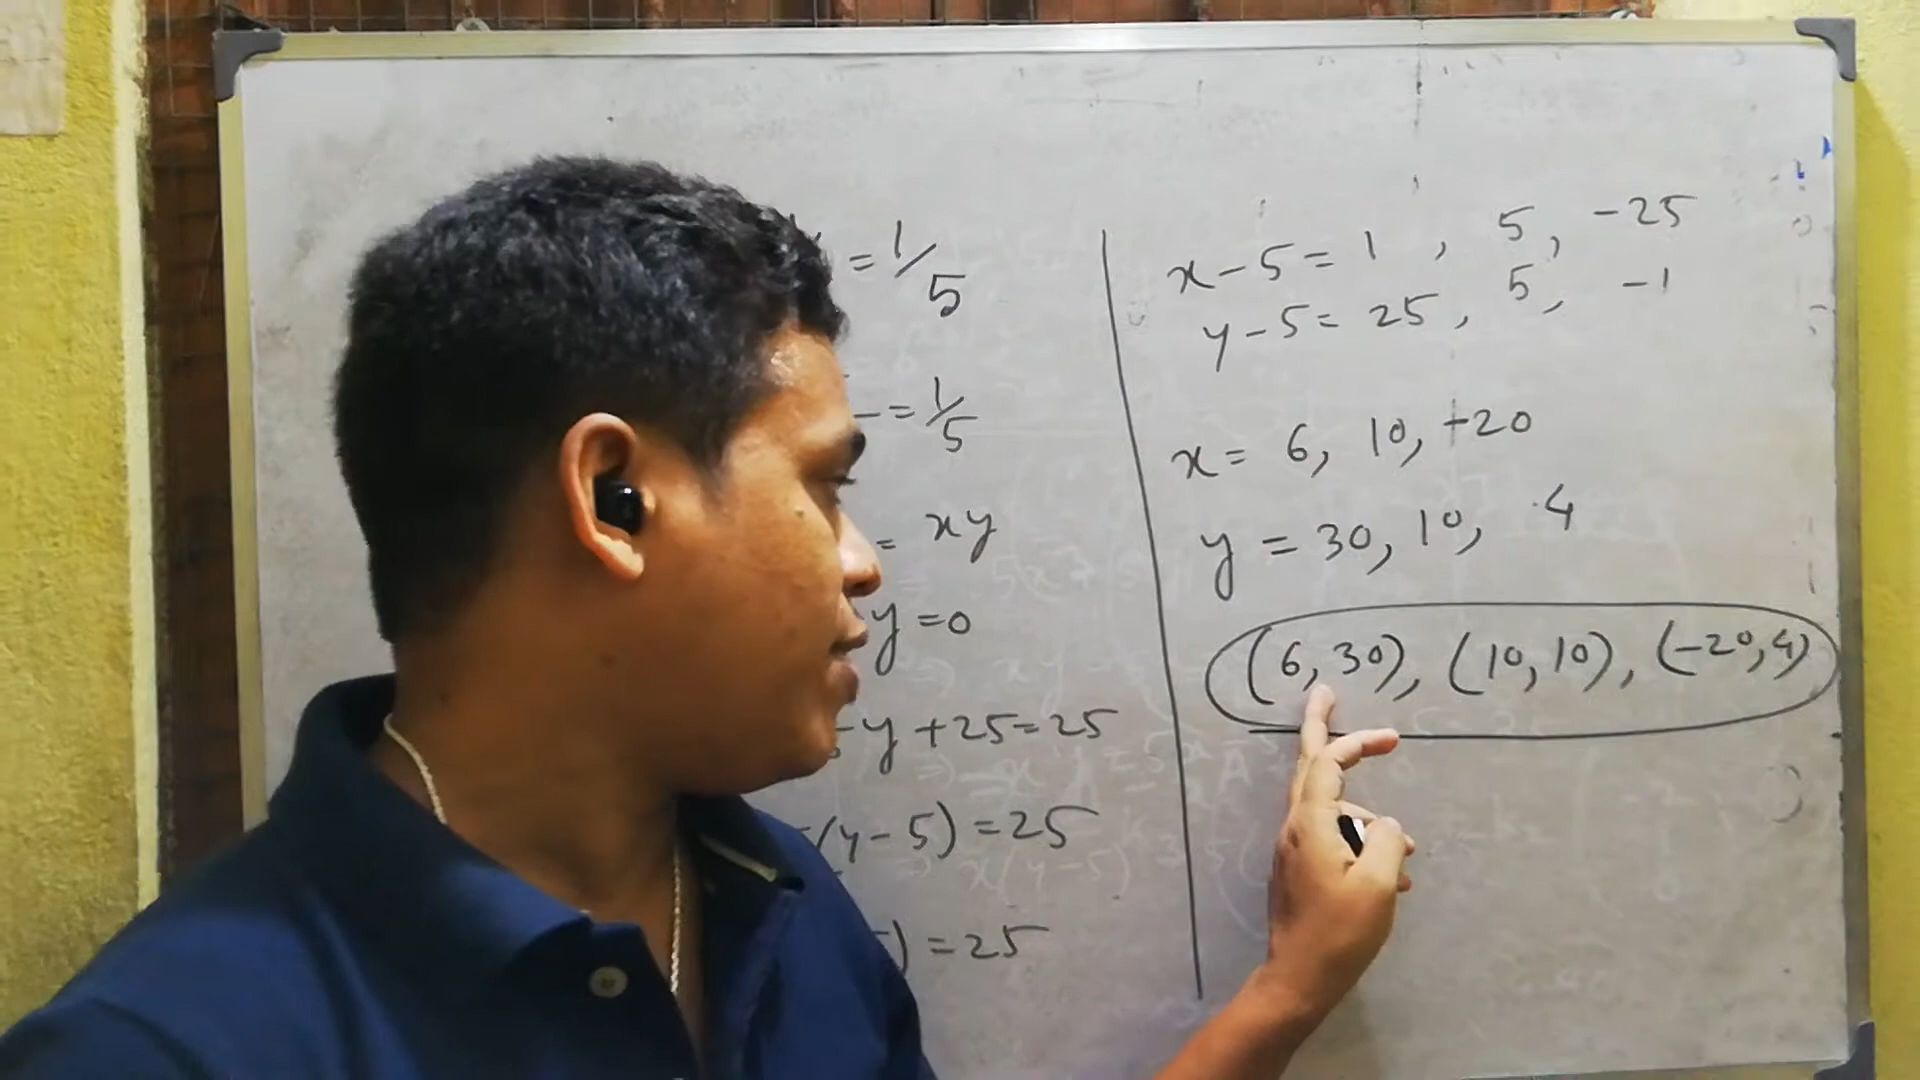 = 1/5
= 1/5
= xy
y = 0
-y + 25 = 25
(y - 5) = 25
) = 25
x - 5 = 1, 5, -25
y - 5 = 25, 5, -1
x = 6, 10, -20
y = 30, 10, 4
(6, 30), (10, 10), (-20, 4)